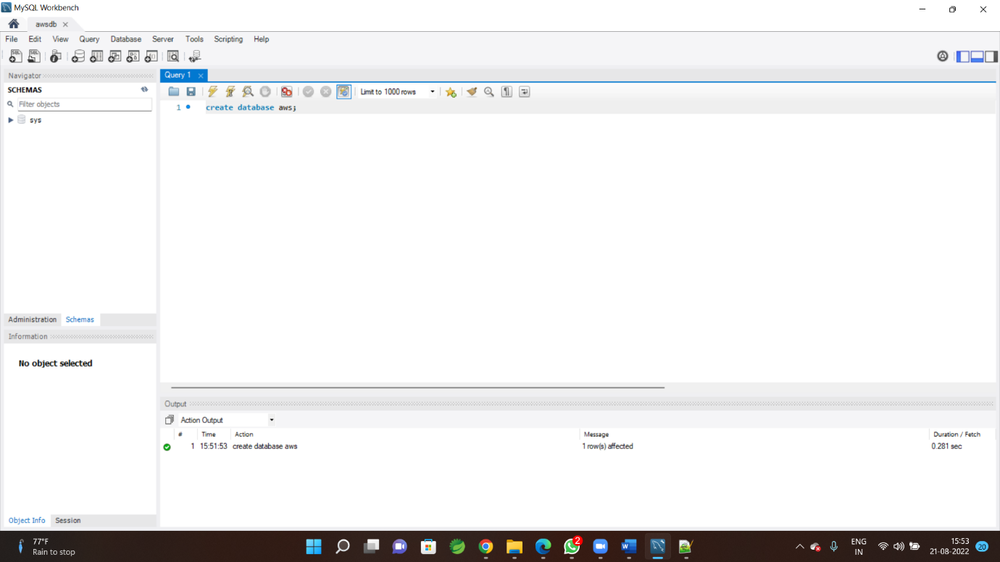 MySQL Workbench
awsdb
File Edit View Query Database Server Tools Scripting Help
Navigator
SCHEMAS
Filter objects
sys
Administration Schemas
Information
No object selected
Object Info Session
Query 1
Limit to 1000 rows
1 create database aws;
Output
Action Output
# Time Action Message Duration / Fetch
1 15:51:53 create database aws 1 row(s) affected 0.281 sec
77°F
Rain to stop
2
ENG
IN
15:53
21-08-2022
20